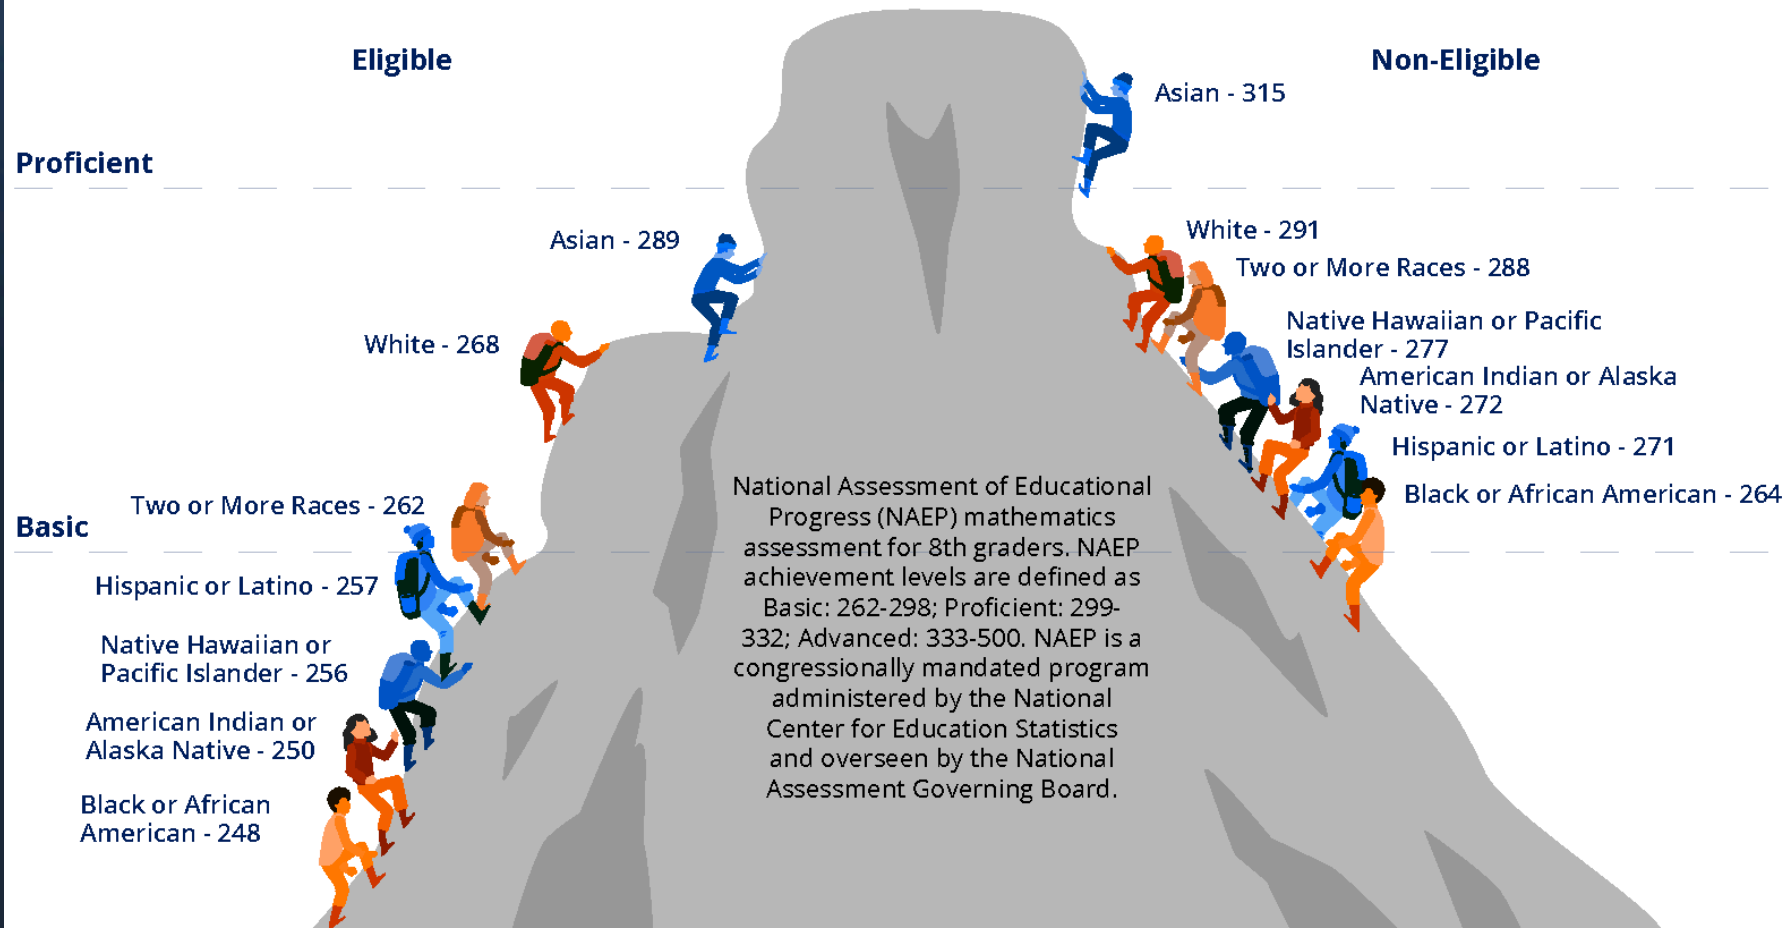 Eligible
Non-Eligible
Asian - 315
Proficient
Asian - 289
White - 291
Two or More Races - 288
White - 268
Native Hawaiian or Pacific
Islander - 277
American Indian or Alaska
Native - 272
Hispanic or Latino - 271
Black or African American - 264
Two or More Races - 262
Basic
Hispanic or Latino - 257
Native Hawaiian or
Pacific Islander - 256
American Indian or
Alaska Native - 250
Black or African
American - 248
National Assessment of Educational
Progress (NAEP) mathematics
assessment for 8th graders. NAEP
achievement levels are defined as
Basic: 262-298; Proficient: 299-
332; Advanced: 333-500. NAEP is a
congressionally mandated program
administered by the National
Center for Education Statistics
and overseen by the National
Assessment Governing Board.